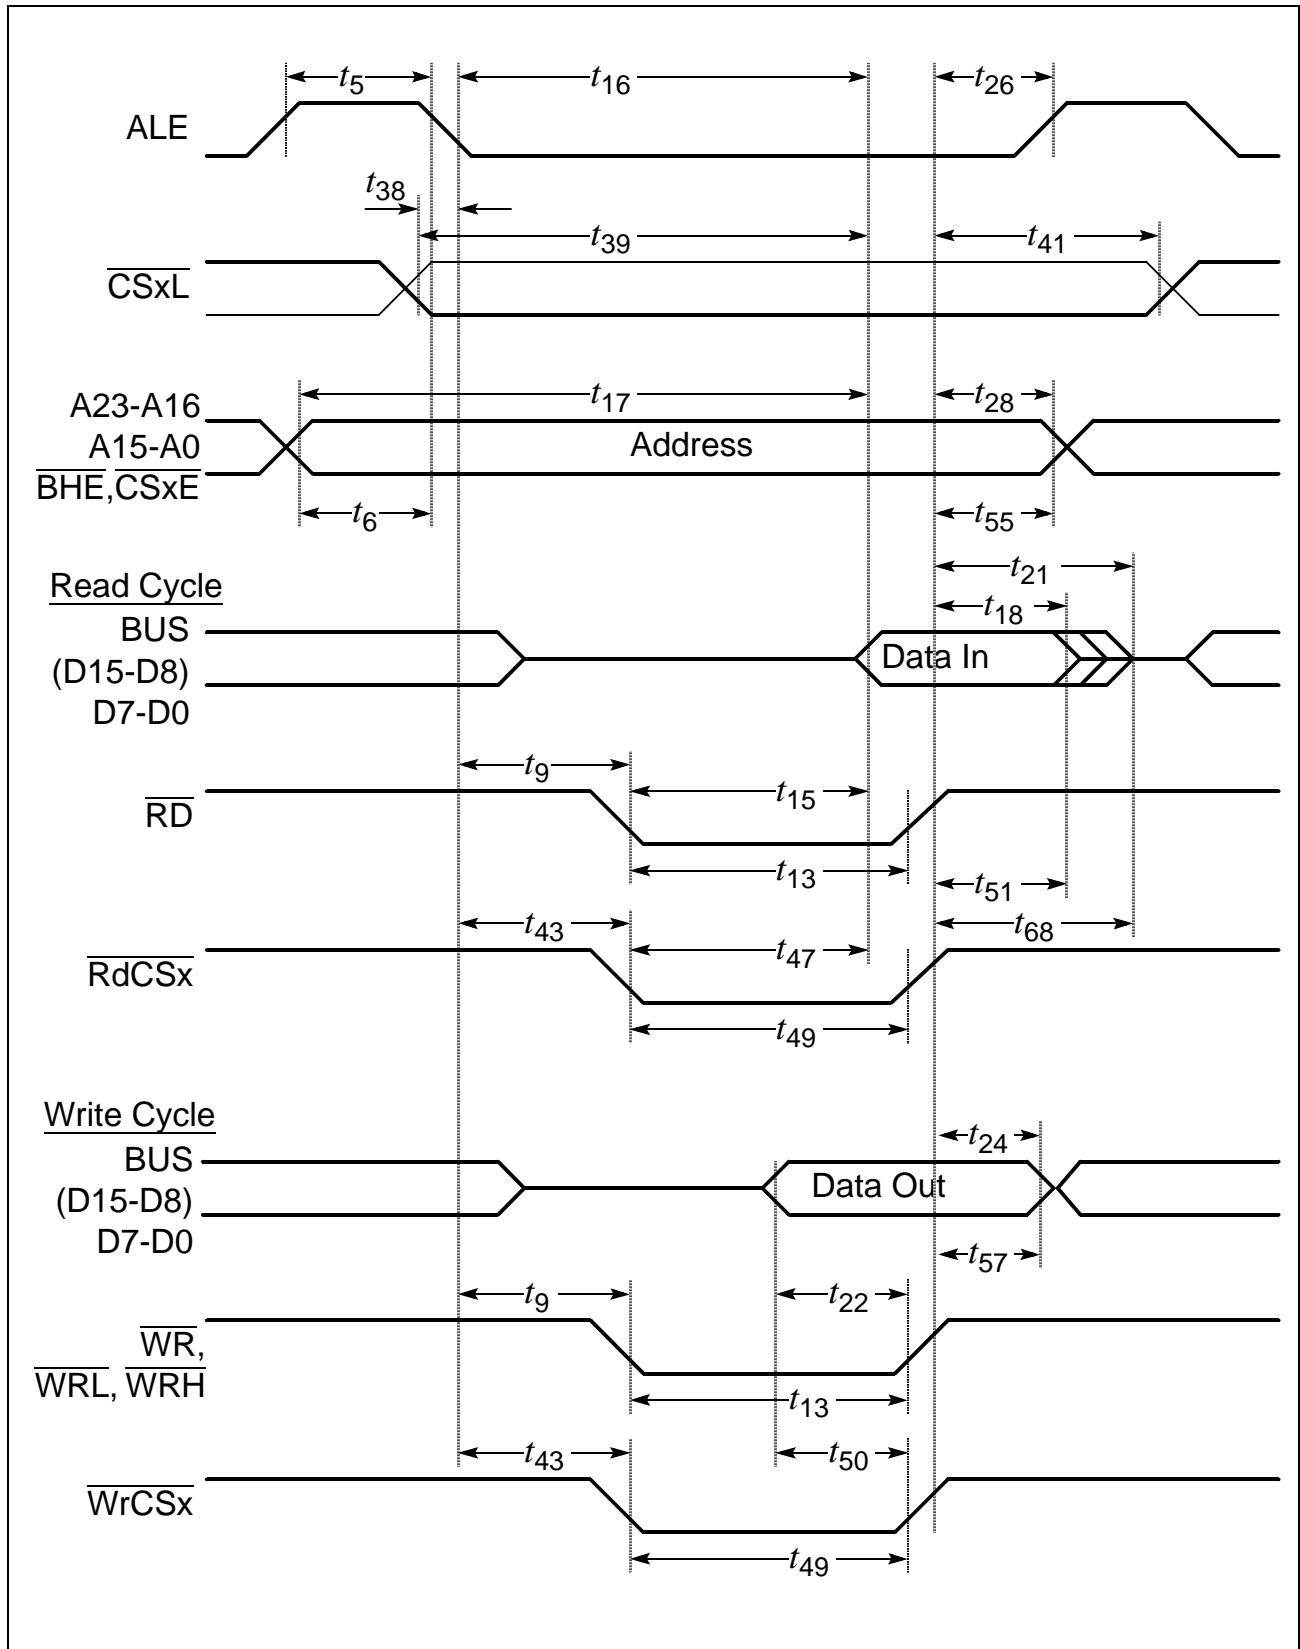 t5 t16 t26
ALE
t38
t39 t41
CSxL
t17 t28
A23-A16
A15-A0 Address
BHE,CSxE
t6 t55
t21
Read Cycle
t18
BUS
(D15-D8) Data In
D7-D0
t9
t15
RD
t13
t51
t43 t68
t47
RdCSx
t49
Write Cycle
t24
BUS
(D15-D8) Data Out
D7-D0
t57
t9 t22
WR,
WRL, WRH
t13
t43 t50
WrCSx
t49